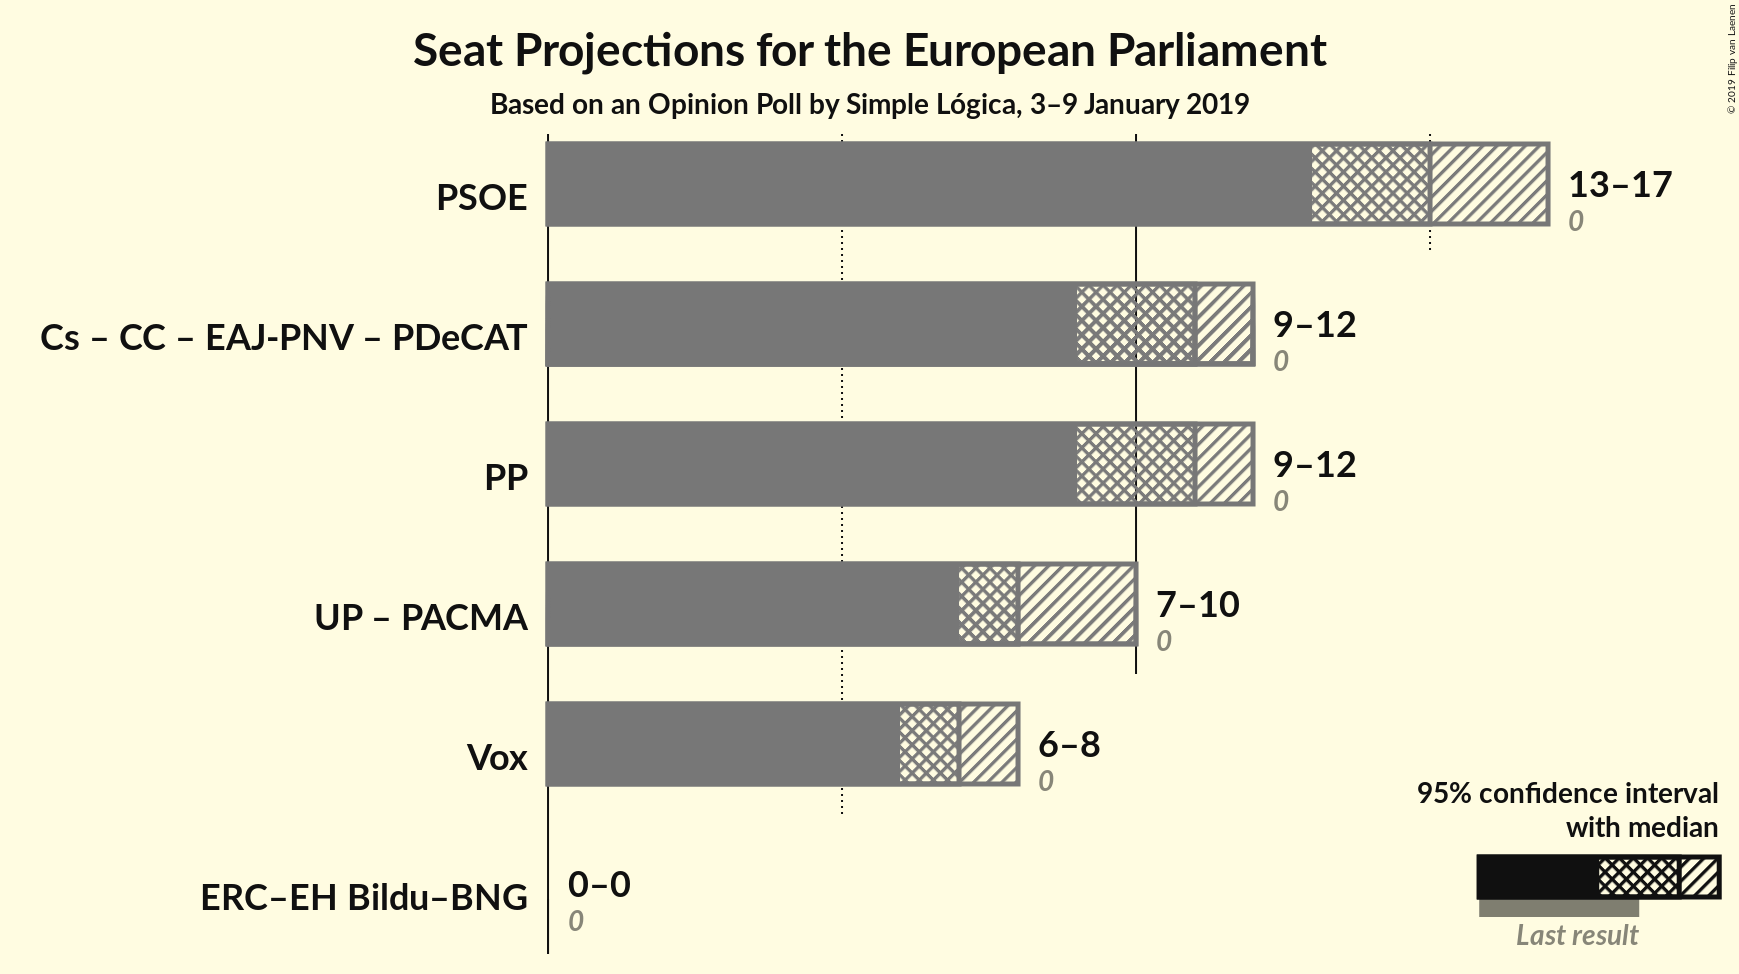 Seat Projections for the European Parliament
Based on an Opinion Poll by Simple Lógica, 3–9 January 2019
© 2019 Filip van Laenen
PSOE
13–17
0
Cs – CC – EAJ-PNV – PDeCAT
9–12
0
PP
9–12
0
UP – PACMA
7–10
0
Vox
6–8
0
95% confidence interval
with median
Last result
ERC–EH Bildu–BNG
0–0
0